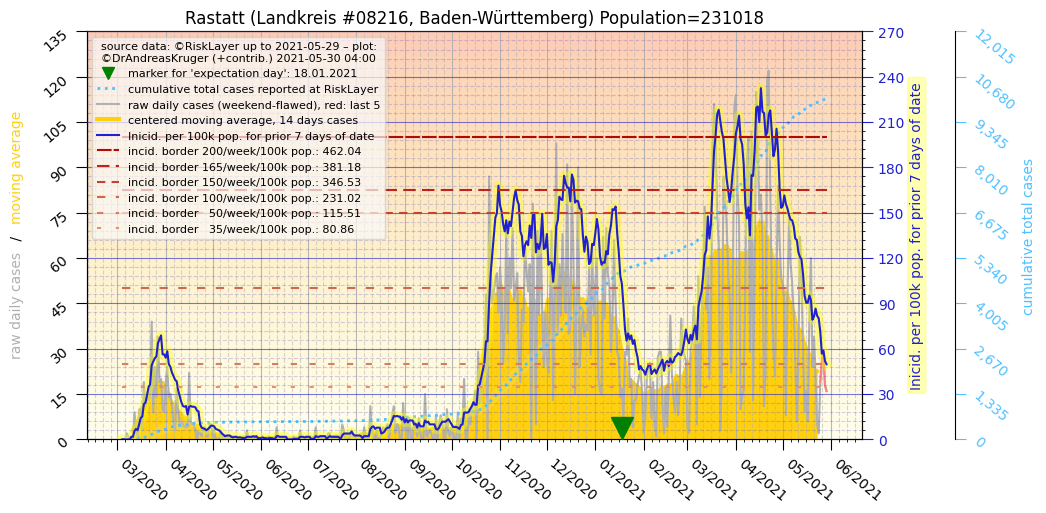 Rastatt (Landkreis #08216, Baden-Württemberg) Population=231018
source data: ©RiskLayer up to 2021-05-29 – plot:
©DrAndreasKruger (+contrib.) 2021-05-30 04:00
marker for 'expectation day': 18.01.2021
cumulative total cases reported at RiskLayer
raw daily cases (weekend-flawed), red: last 5
centered moving average, 14 days cases
Inicid. per 100k pop. for prior 7 days of date
incid. border 200/week/100k pop.: 462.04
incid. border 165/week/100k pop.: 381.18
incid. border 150/week/100k pop.: 346.53
incid. border 100/week/100k pop.: 231.02
incid. border 50/week/100k pop.: 115.51
incid. border 35/week/100k pop.: 80.86
raw daily cases / moving average
135
120
105
90
75
60
45
30
15
0
270
240
210
180
150
120
90
60
30
0
Inicid. per 100k pop. for prior 7 days of date
12,015
10,680
9,345
8,010
6,675
5,340
4,005
2,670
1,335
0
cumulative total cases
03/2020
04/2020
05/2020
06/2020
07/2020
08/2020
09/2020
10/2020
11/2020
12/2020
01/2021
02/2021
03/2021
04/2021
05/2021
06/2021